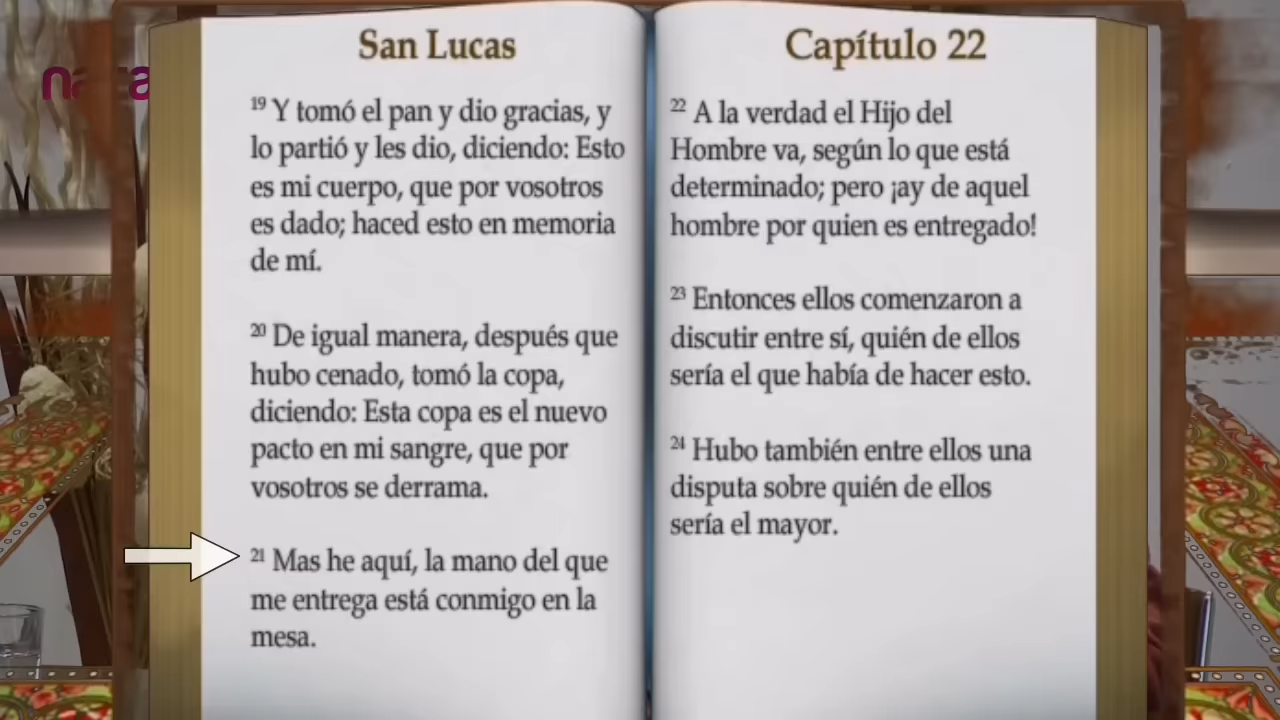 San Lucas
19 Y tomó el pan y dio gracias, y
lo partió y les dio, diciendo: Esto
es mi cuerpo, que por vosotros
es dado; haced esto en memoria
de mí.
20 De igual manera, después que
hubo cenado, tomó la copa,
diciendo: Esta copa es el nuevo
pacto en mi sangre, que por
vosotros se derrama.
21 Mas he aquí, la mano del que
me entrega está conmigo en la
mesa.
Capítulo 22
22 A la verdad el Hijo del
Hombre va, según lo que está
determinado; pero ¡ay de aquel
hombre por quien es entregado!
23 Entonces ellos comenzaron a
discutir entre sí, quién de ellos
sería el que había de hacer esto.
24 Hubo también entre ellos una
disputa sobre quién de ellos
sería el mayor.